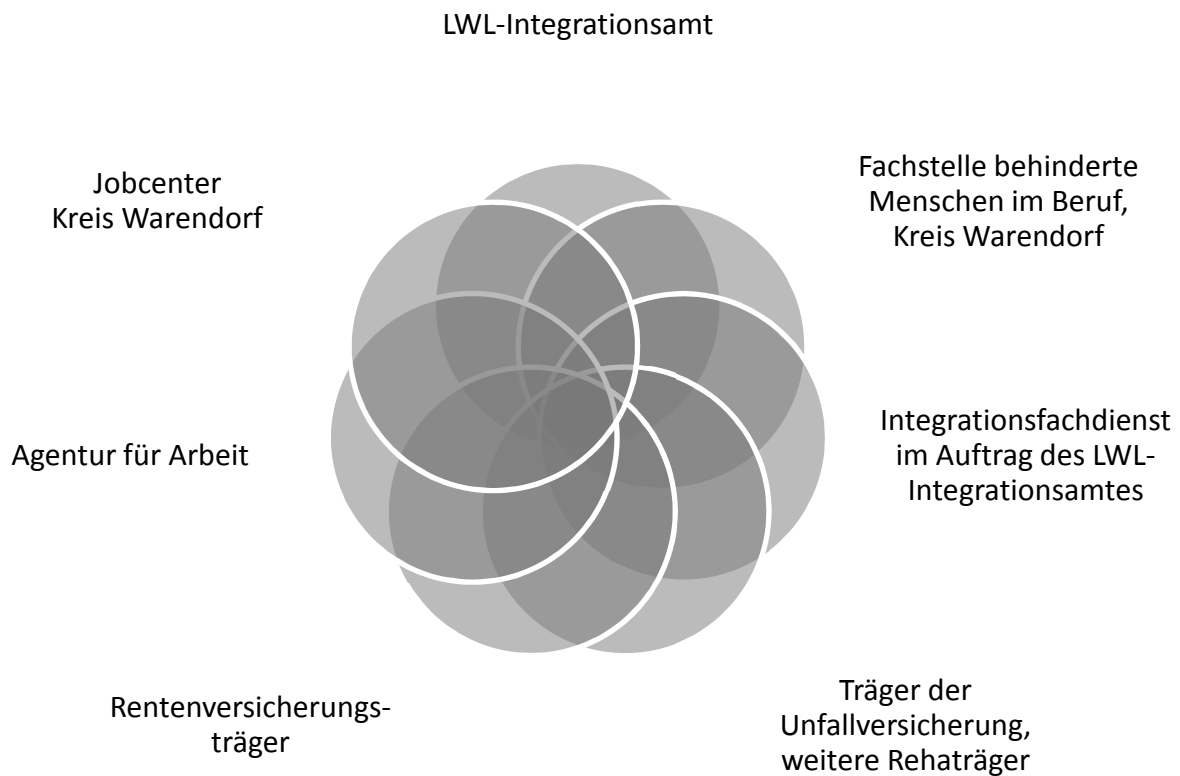 LWL-Integrationsamt
Fachstelle behinderte
Menschen im Beruf,
Kreis Warendorf
Integrationsfachdienst
im Auftrag des LWL-
Integrationsamtes
Träger der
Unfallversicherung,
weitere Rehaträger
Rentenversicherungs-
träger
Agentur für Arbeit
Jobcenter
Kreis Warendorf